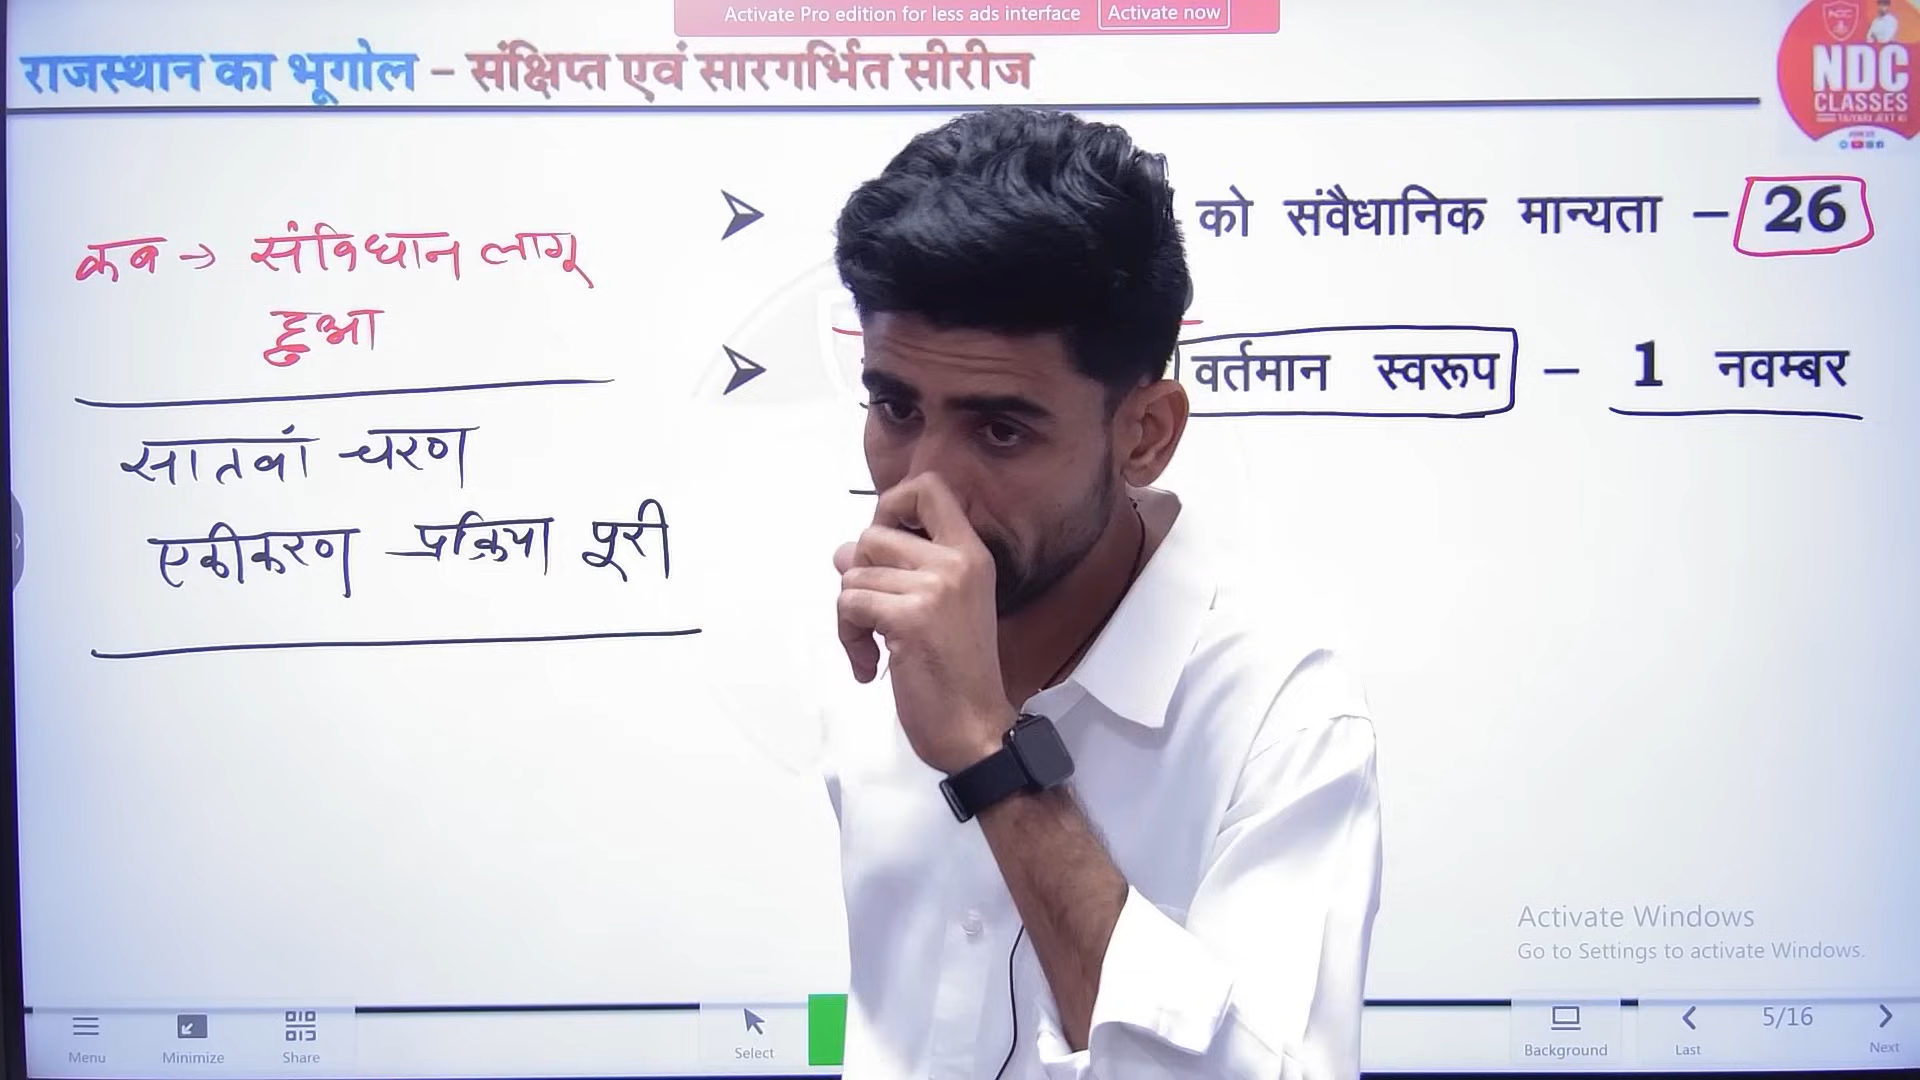 Activate Pro edition for less ads interface Activate now
राजस्थान का भूगोल – संक्षिप्त एवं सारगर्भित सीरीज
NDC
CLASSES
को संवैधानिक मान्यता – 26
वर्तमान स्वरूप – 1 नवम्बर
कब → संविधान लागू
हुआ
सातवां चरण
एकीकरण प्रक्रिया पूरी
Activate Windows
Go to Settings to activate Windows.
Menu Minimize Share Select Background Last 5/16 Next